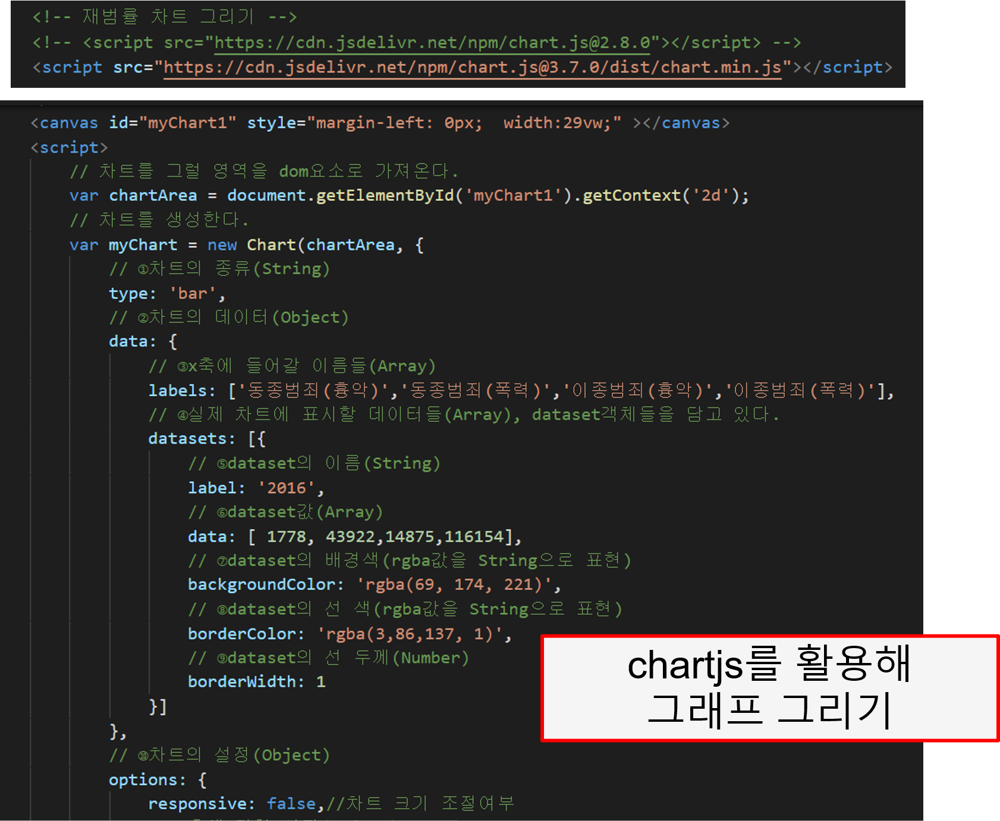 <!-- 재범률 차트 그리기 -->
<!-- <script src="https://cdn.jsdelivr.net/npm/chart.js@2.8.0"></script> -->
<script src="https://cdn.jsdelivr.net/npm/chart.js@3.7.0/dist/chart.min.js"></script>
<canvas id="myChart1" style="margin-left: 0px;  width:29vw;" ></canvas>
<script>
// 차트를 그럴 영역을 dom요소로 가져온다.
var chartArea = document.getElementById('myChart1').getContext('2d');
// 차트를 생성한다.
var myChart = new Chart(chartArea, {
// ①차트의 종류(String)
type: 'bar',
// ②차트의 데이터(Object)
data: {
// ③x축에 들어갈 이름들(Array)
labels: ['동종범죄(흉악)','동종범죄(폭력)','이종범죄(흉악)','이종범죄(폭력)'],
// ④실제 차트에 표시할 데이터들(Array), dataset객체들을 담고 있다.
datasets: [{
// ⑤dataset의 이름(String)
label: '2016',
// ⑥dataset값(Array)
data: [ 1778, 43922,14875,116154],
// ⑦dataset의 배경색(rgba값을 String으로 표현)
backgroundColor: 'rgba(69, 174, 221)',
// ⑧dataset의 선 색(rgba값을 String으로 표현)
borderColor: 'rgba(3,86,137, 1)',
// ⑨dataset의 선 두께(Number)
borderWidth: 1
}]
},
// ⑩차트의 설정(Object)
options: {
responsive: false,//차트 크기 조절여부
chartjs를 활용해
그래프 그리기